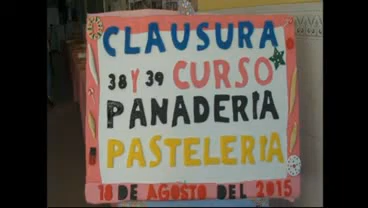 CLAUSURA
38 Y 39 CURSO
PANADERIA
PASTELERIA
18 DE AGOSTO DEL 2015